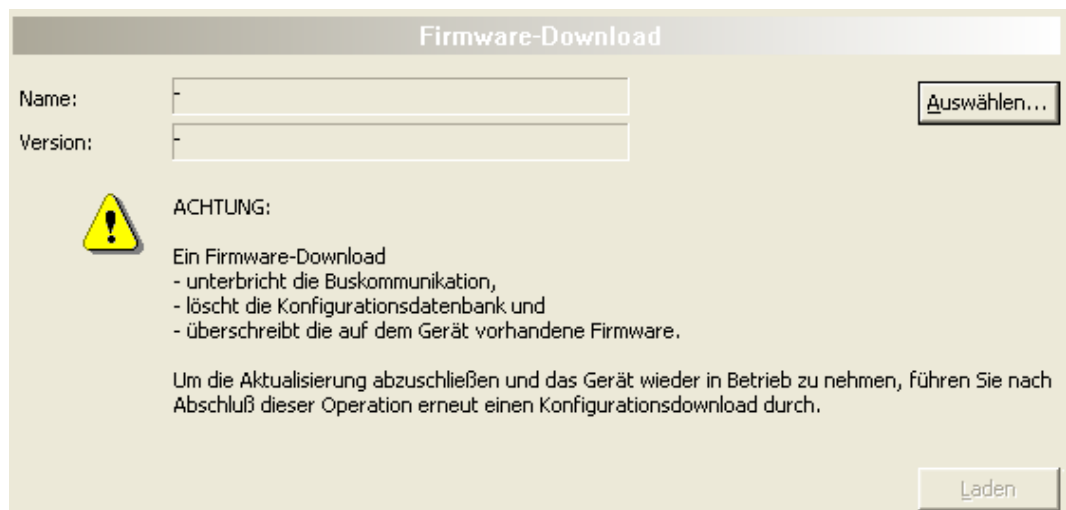 Firmware-Download
Name:
-
Auswählen...
Version:
-
ACHTUNG:
Ein Firmware-Download
- unterbricht die Buskommunikation,
- löscht die Konfigurationsdatenbank und
- überschreibt die auf dem Gerät vorhandene Firmware.
Um die Aktualisierung abzuschließen und das Gerät wieder in Betrieb zu nehmen, führen Sie nach
Abschluß dieser Operation erneut einen Konfigurationsdownload durch.
Laden